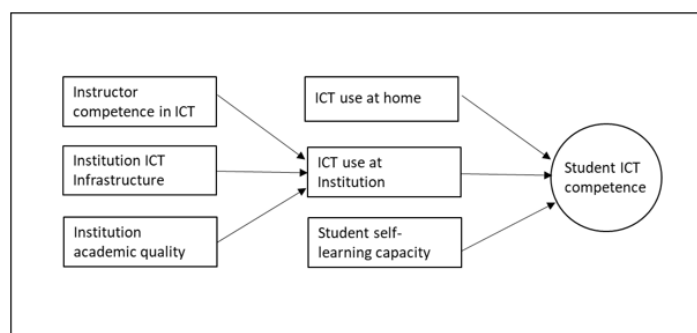 Instructor
competence in ICT
ICT use at home
Institution ICT
Infrastructure
ICT use at
Institution
Student ICT
competence
Institution
academic quality
Student self-
learning capacity